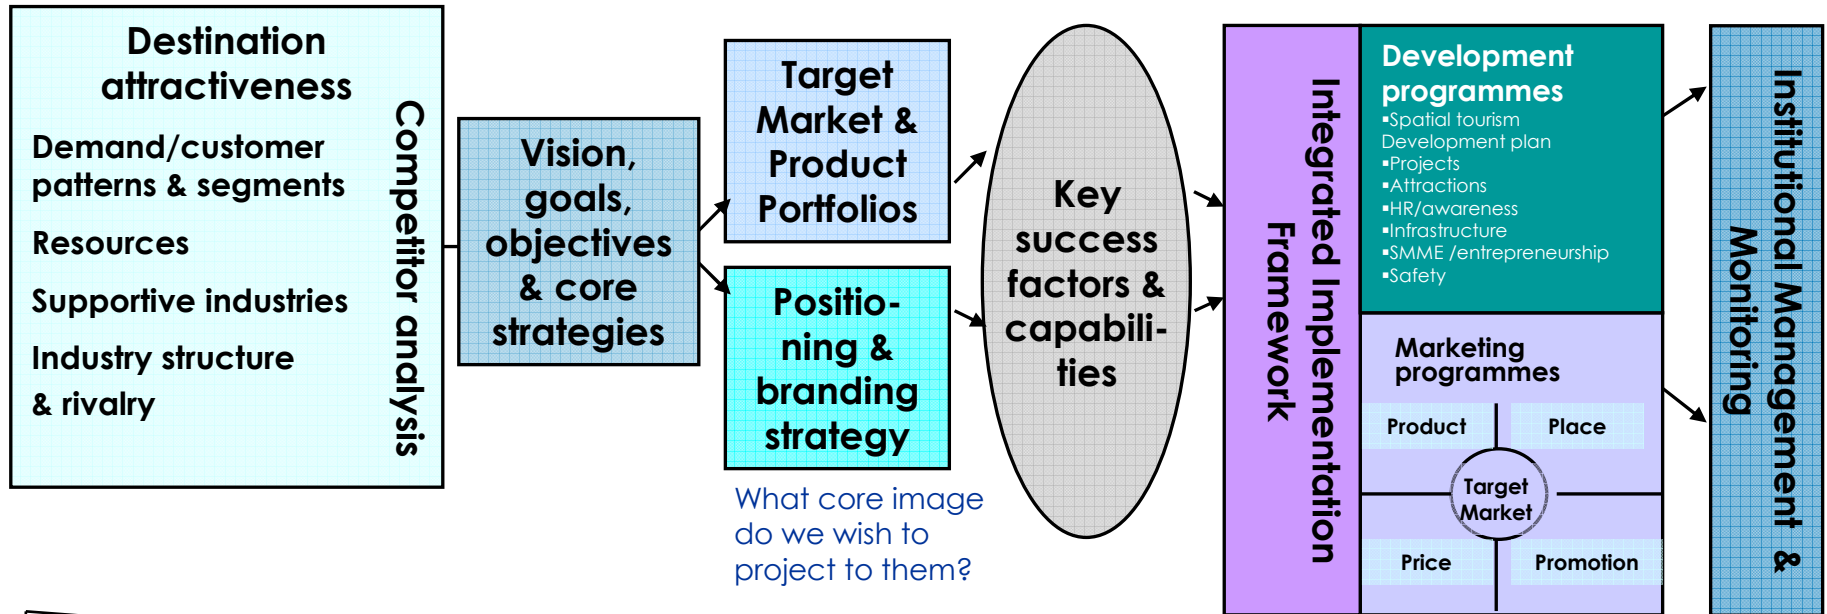 Destination
attractiveness
Demand/customer
patterns & segments
Resources
Supportive industries
Industry structure
& rivalry
Competitor analysis
Vision,
goals,
objectives
& core
strategies
Target
Market &
Product
Portfolios
Positio-
ning &
branding
strategy
What core image
do we wish to
project to them?
Key
success
factors &
capabili-
ties
Integrated Implementation
Framework
Development
programmes
▪Spatial tourism
Development plan
▪Projects
▪Attractions
▪HR/awareness
▪Infrastructure
▪SMME /entrepreneurship
▪Safety
Marketing
programmes
Product
Place
Target
Market
Price
Promotion
Institutional Management &
Monitoring